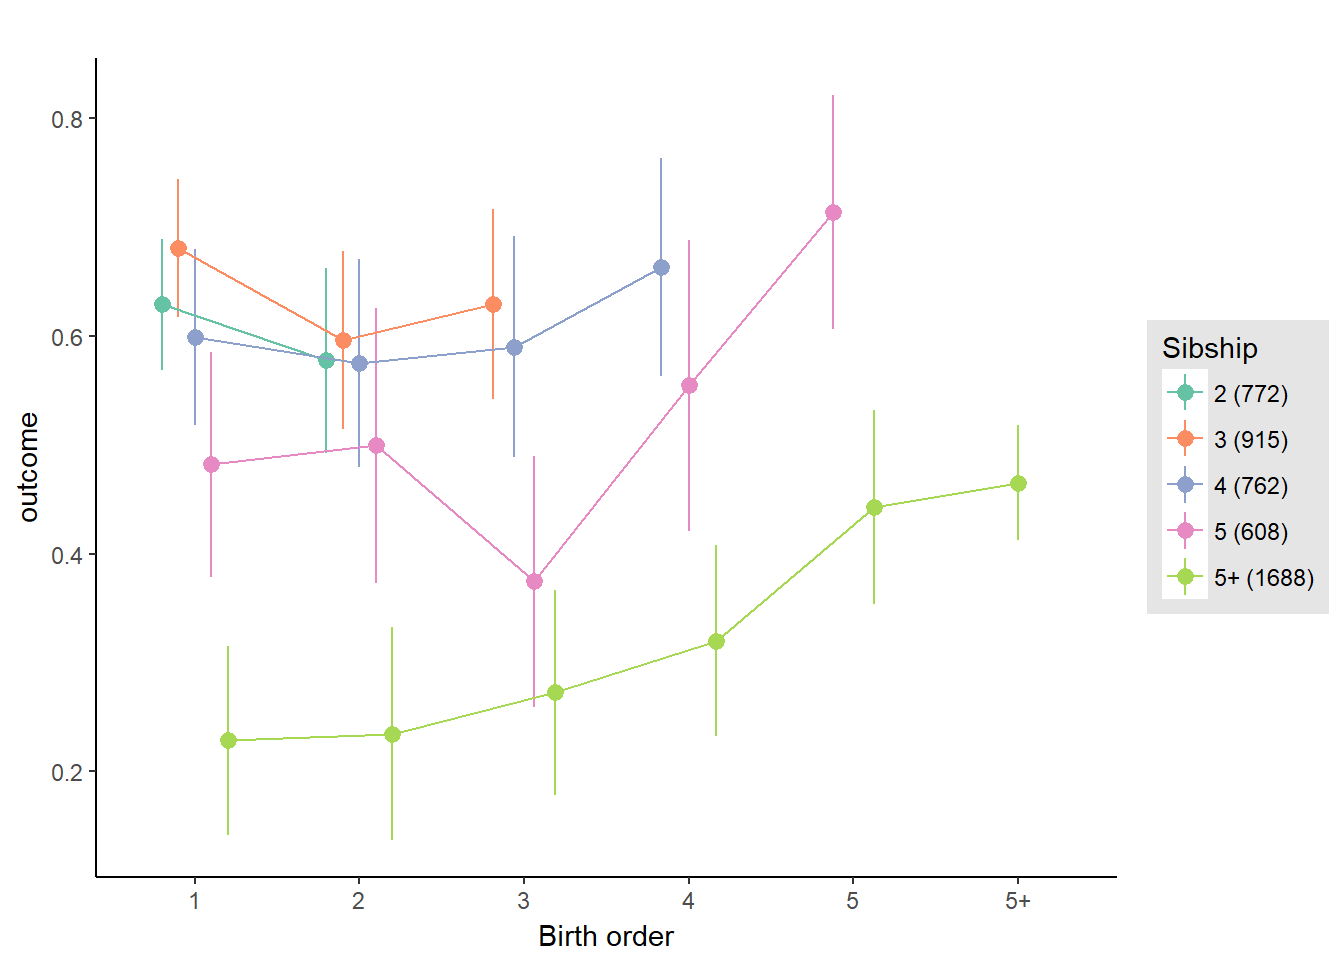 0.8
0.6
0.4
0.2
outcome
1 2 3 4 5 5+
Birth order
Sibship
2 (772)
3 (915)
4 (762)
5 (608)
5+ (1688)